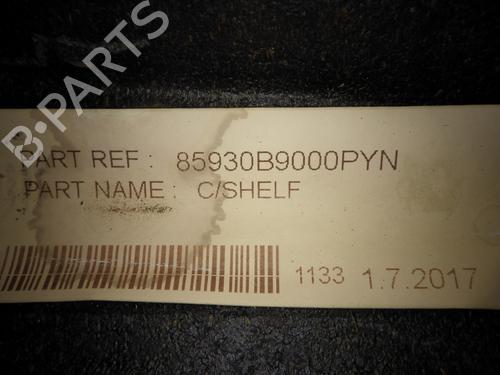 B-PARTS
PART REF : 85930B9000PYN
PART NAME : C/SHELF
1133 1.7.2017